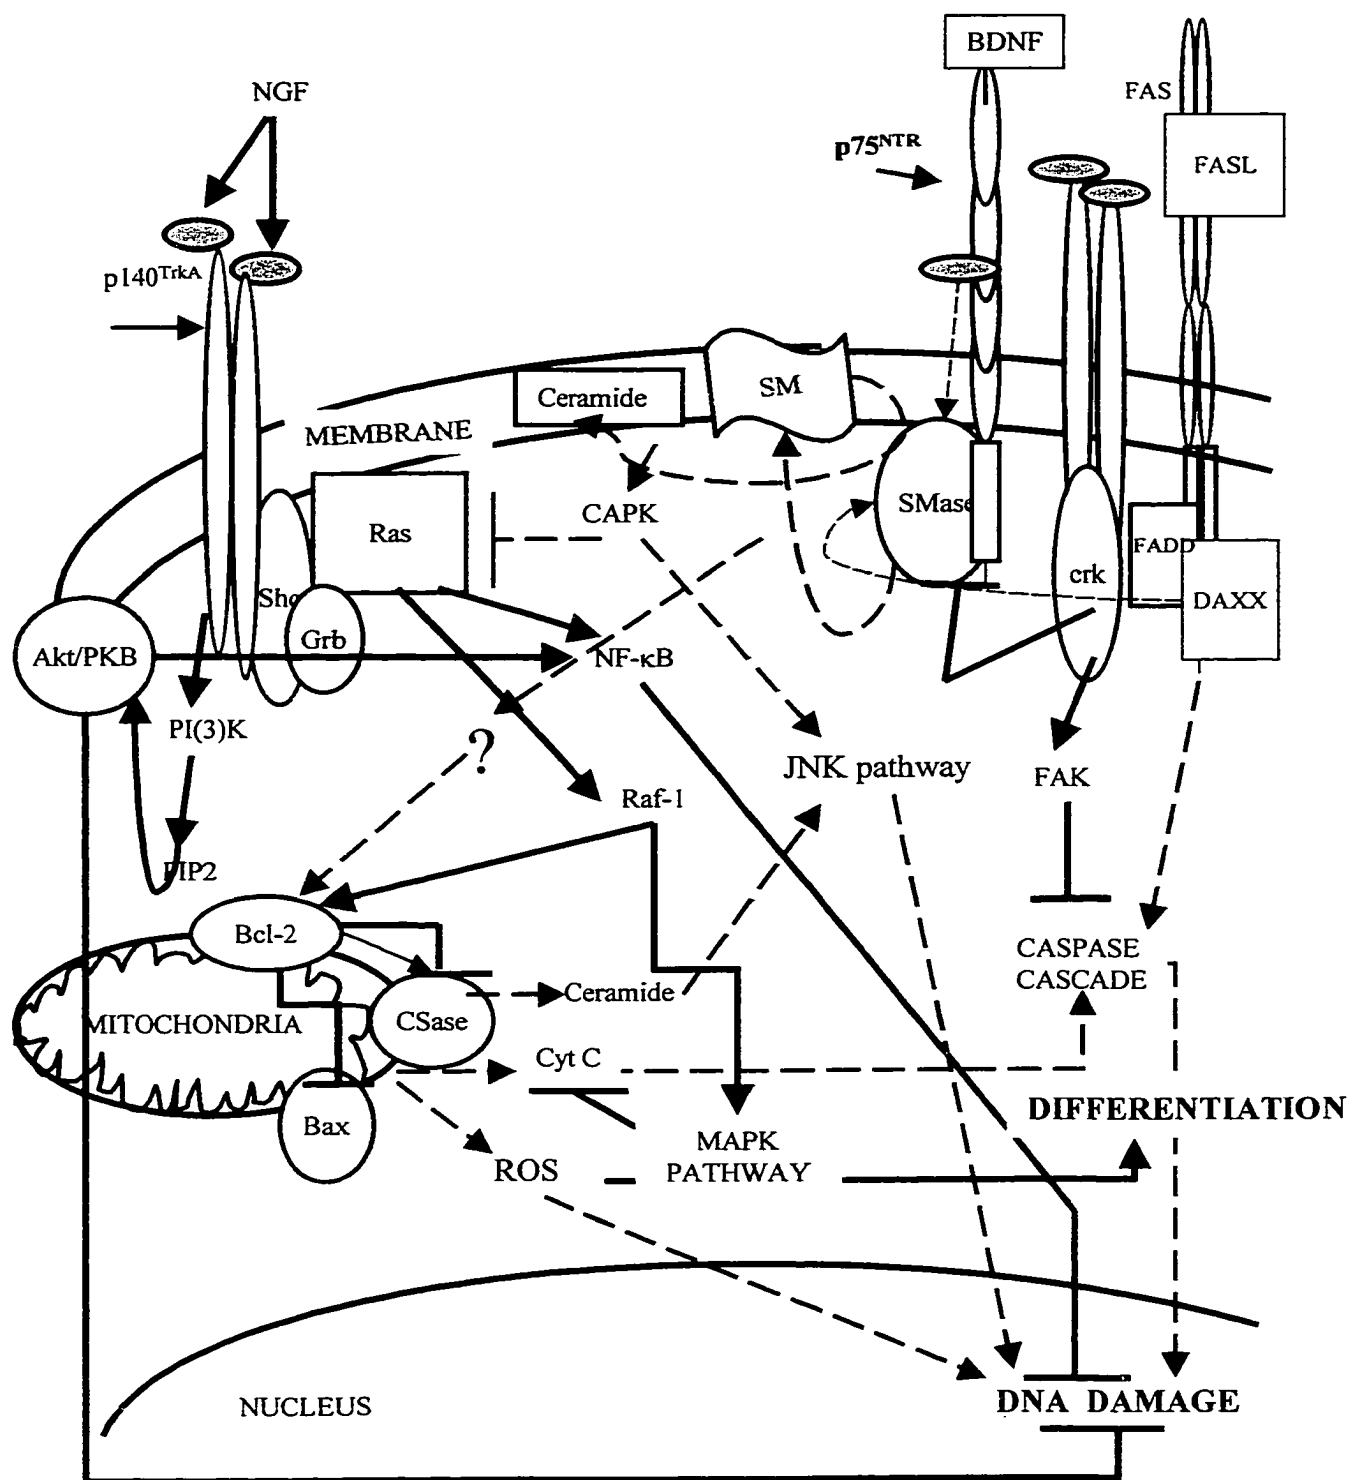 BDNF
NGF
FAS
p75NTR
FASL
p140TrkA
SM
Ceramide
MEMBRANE
SMase
CAPK
Ras
FADD
crk
Shc
DAXX
Grb
Akt/PKB
NF-κB
PI(3)K
?
JNK pathway
FAK
Raf-1
PIP2
Bcl-2
CASPASE
CASCADE
Ceramide
MITOCHONDRIA
CSase
Cyt C
DIFFERENTIATION
Bax
MAPK
PATHWAY
ROS
DNA DAMAGE
NUCLEUS